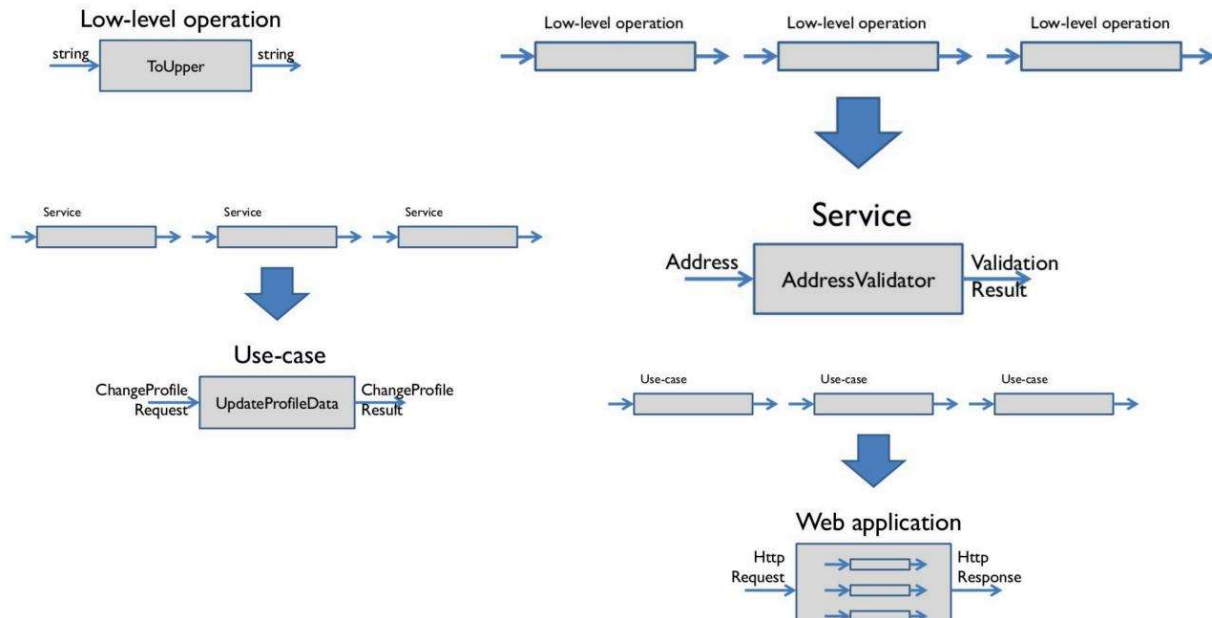 Low-level operation
string
ToUpper
string
Low-level operation
Low-level operation
Low-level operation
Service
Address
AddressValidator
Validation
Result
Service
Service
Service
Use-case
ChangeProfile
Request
UpdateProfileData
ChangeProfile
Result
Use-case
Use-case
Use-case
Web application
Http
Request
Http
Response